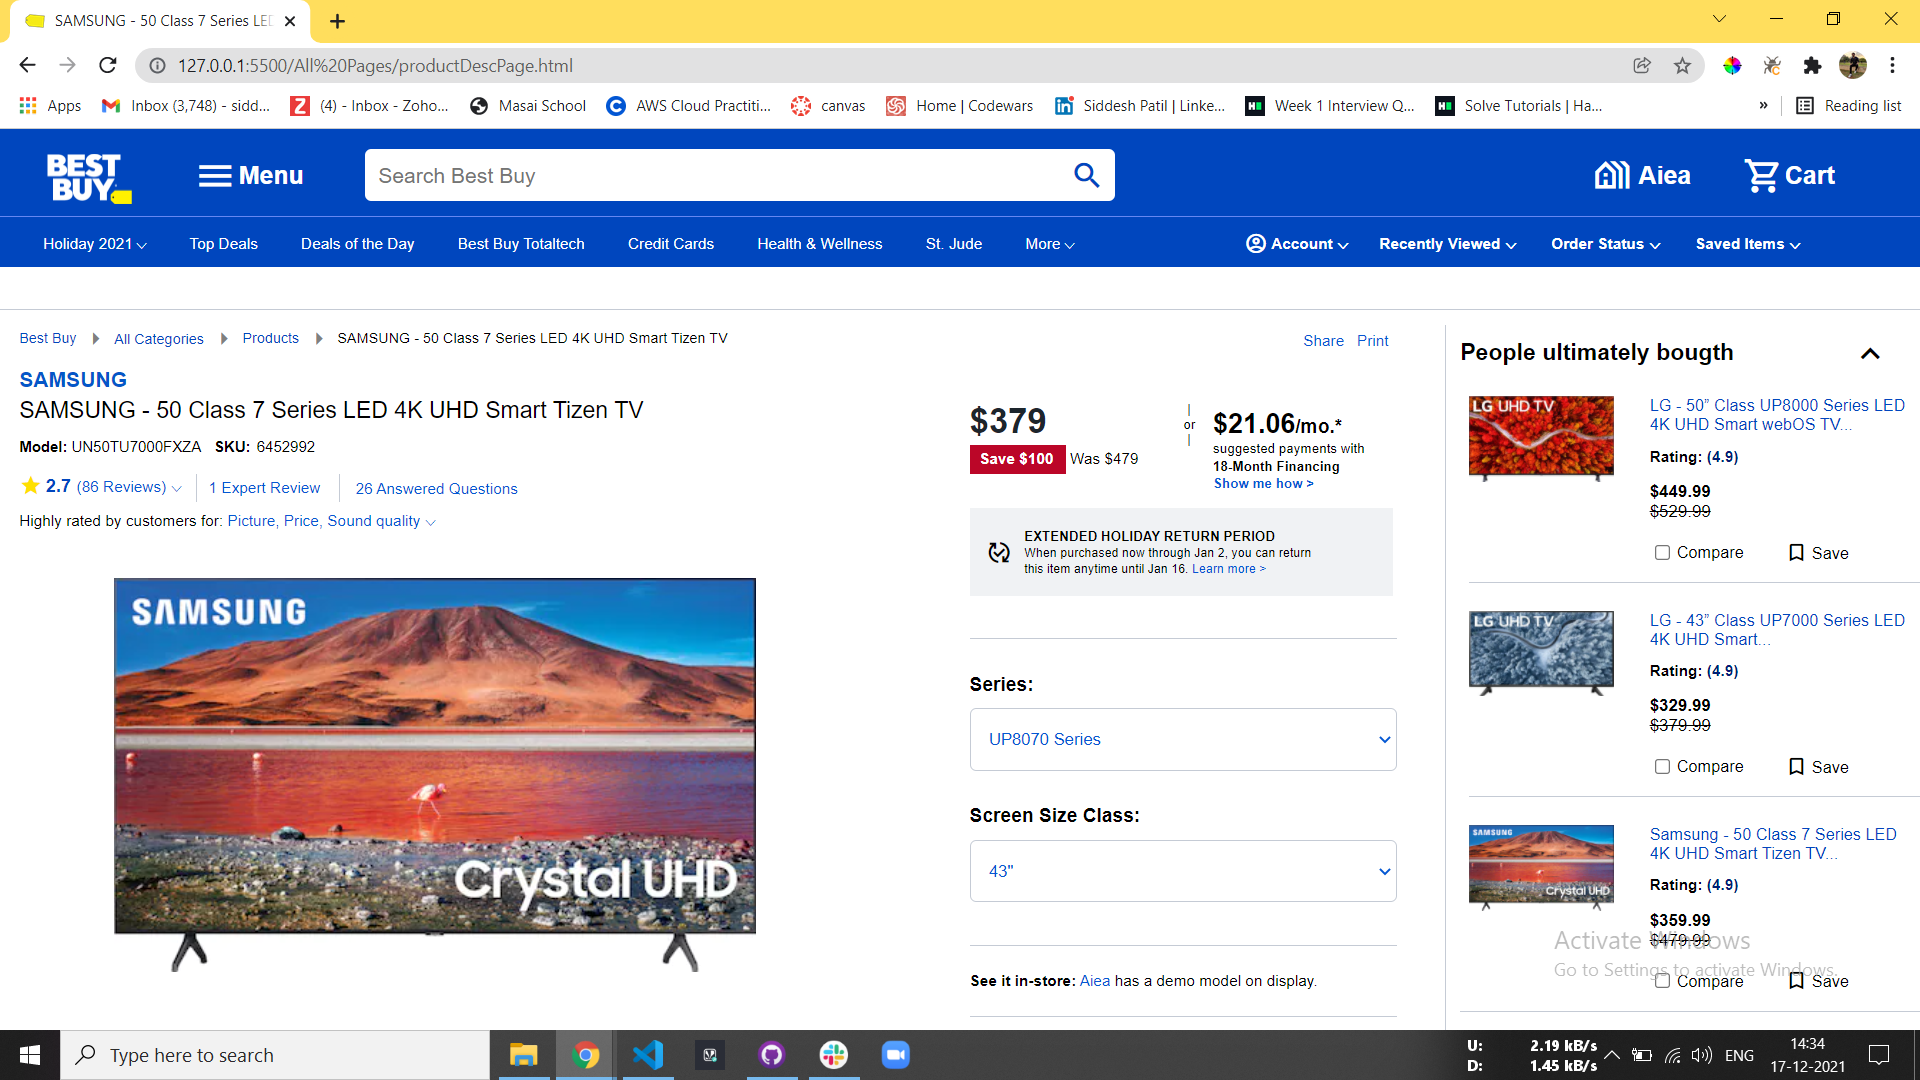 SAMSUNG - 50 Class 7 Series LED
127.0.0.1:5500/All%20Pages/productDescPage.html
Apps
Inbox (3,748) - sidd...
(4) - Inbox - Zoho...
Masai School
AWS Cloud Practiti...
canvas
Home | Codewars
Siddesh Patil | Linke...
Week 1 Interview Q...
Solve Tutorials | Ha...
»
Reading list
BEST
BUY
Menu
Search Best Buy
Aiea
Cart
Holiday 2021
Top Deals
Deals of the Day
Best Buy Totaltech
Credit Cards
Health & Wellness
St. Jude
More
Account
Recently Viewed
Order Status
Saved Items
Best Buy
All Categories
Products
SAMSUNG - 50 Class 7 Series LED 4K UHD Smart Tizen TV
Share Print
SAMSUNG
SAMSUNG - 50 Class 7 Series LED 4K UHD Smart Tizen TV
Model: UN50TU7000FXZA SKU: 6452992
2.7 (86 Reviews)
1 Expert Review
26 Answered Questions
Highly rated by customers for: Picture, Price, Sound quality
SAMSUNG
Crystal UHD
$379
Save $100 Was $479
or
$21.06/mo.*
suggested payments with
18-Month Financing
Show me how >
EXTENDED HOLIDAY RETURN PERIOD
When purchased now through Jan 2, you can return
this item anytime until Jan 16. Learn more >
Series:
UP8070 Series
Screen Size Class:
43"
See it in-store: Aiea has a demo model on display.
People ultimately bougth
LG UHD TV
LG - 50” Class UP8000 Series LED
4K UHD Smart webOS TV...
Rating: (4.9)
$449.99
$529.99
Compare
Save
LG UHD TV
LG - 43” Class UP7000 Series LED
4K UHD Smart...
Rating: (4.9)
$329.99
$379.99
Compare
Save
SAMSUNG
Crystal UHD
Samsung - 50 Class 7 Series LED
4K UHD Smart Tizen TV...
Rating: (4.9)
$359.99
$479.99
Compare
Save
Activate Windows
Go to Settings to activate Windows.
Type here to search
U: 2.19 kB/s
D: 1.45 kB/s
ENG
14:34
17-12-2021